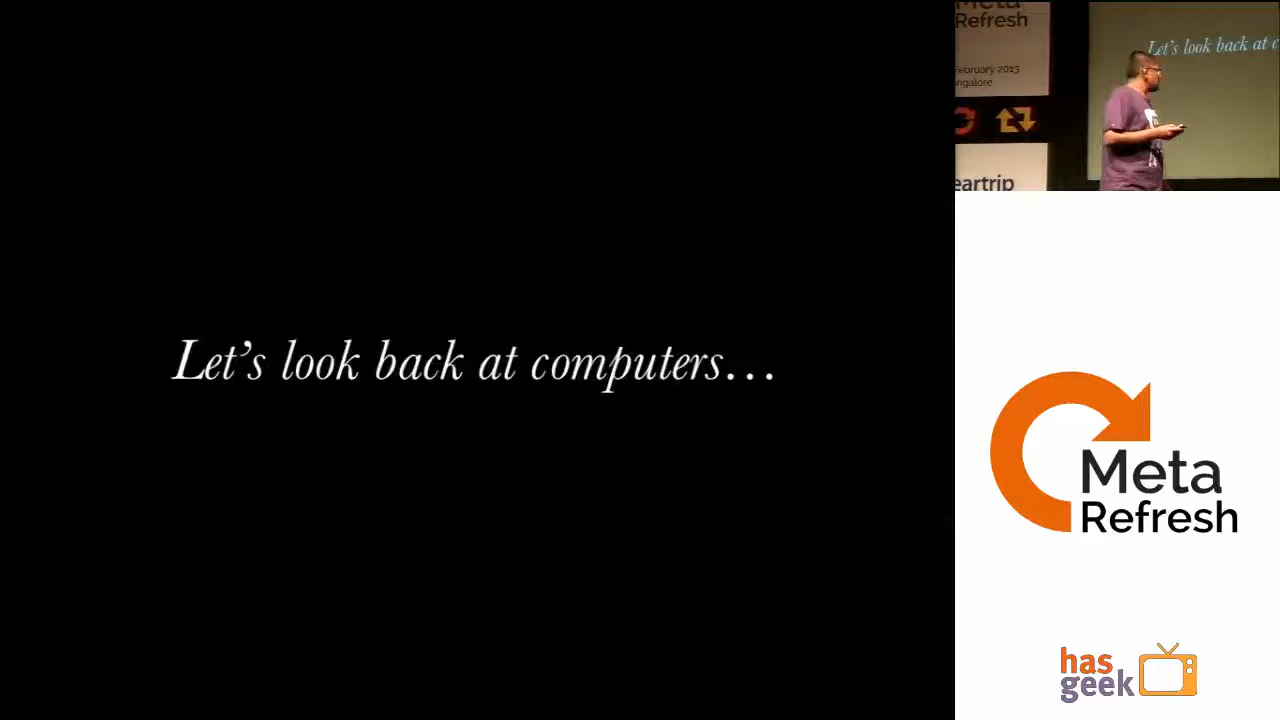 Let's look back at computers…
Meta
Refresh
February 2013
Let's look back at c
Meta
Refresh
has
geek